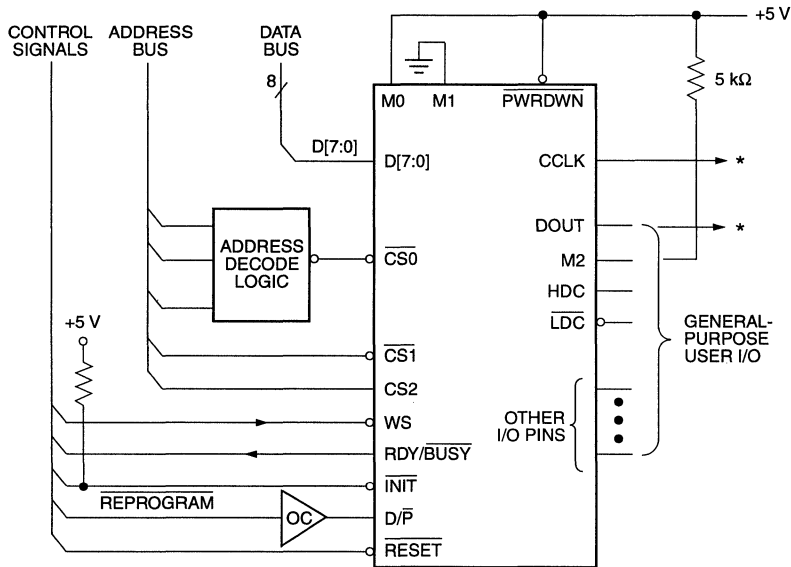 CONTROL
SIGNALS
ADDRESS
BUS
DATA
BUS
+5 V
8
M0
M1
PWRDWN
5 kΩ
D[7:0]
D[7:0]
CCLK
*
DOUT
*
ADDRESS
DECODE
LOGIC
CS0
M2
HDC
LDC
GENERAL-
PURPOSE
USER I/O
+5 V
CS1
CS2
OTHER
I/O PINS
WS
RDY/BUSY
INIT
REPROGRAM
OC
D/P
RESET